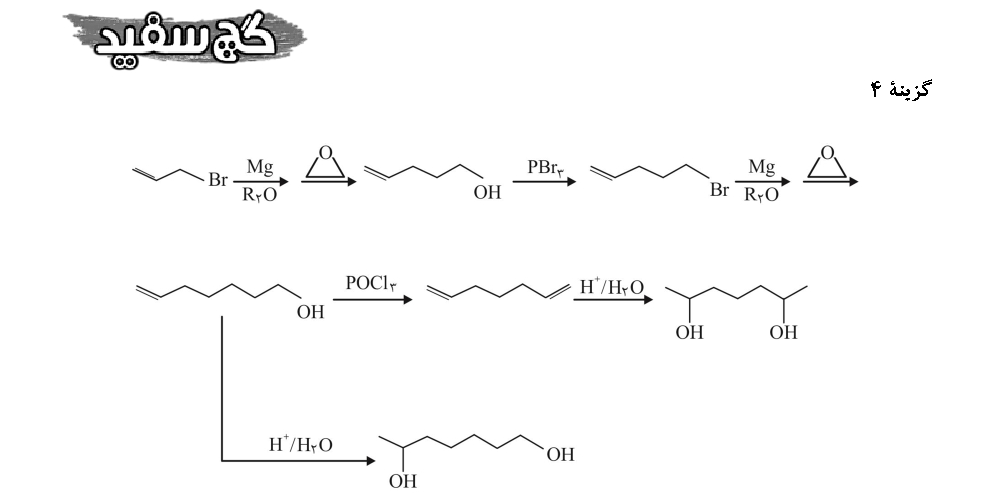 گچ سفید
گزینهٔ ۴
Br Mg R۲O O OH PBr۳ Br Mg R۲O O
OH POCl۳ H+/H۲O OH OH
H+/H۲O OH OH